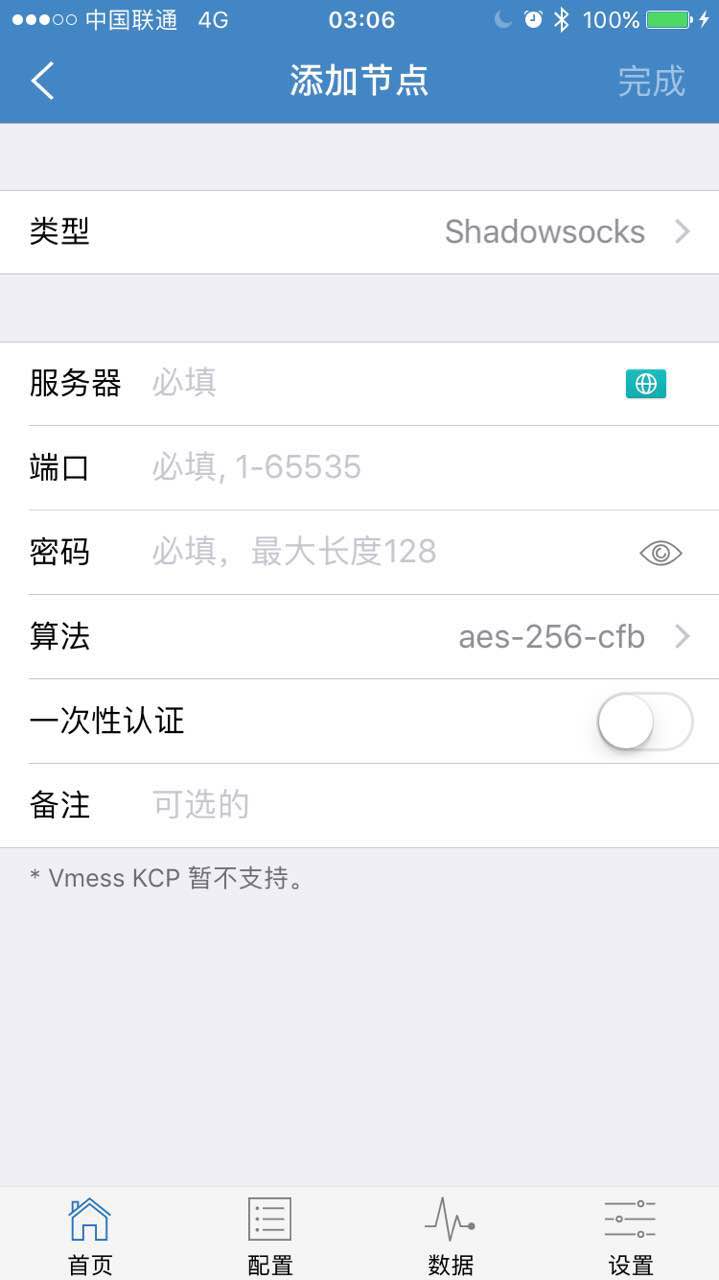 中国联通 4G 03:06 100%
添加节点 完成
类型 Shadowsocks
服务器 必填
端口 必填, 1-65535
密码 必填，最大长度128
算法 aes-256-cfb
一次性认证
备注 可选的
* Vmess KCP 暂不支持。
首页 配置 数据 设置